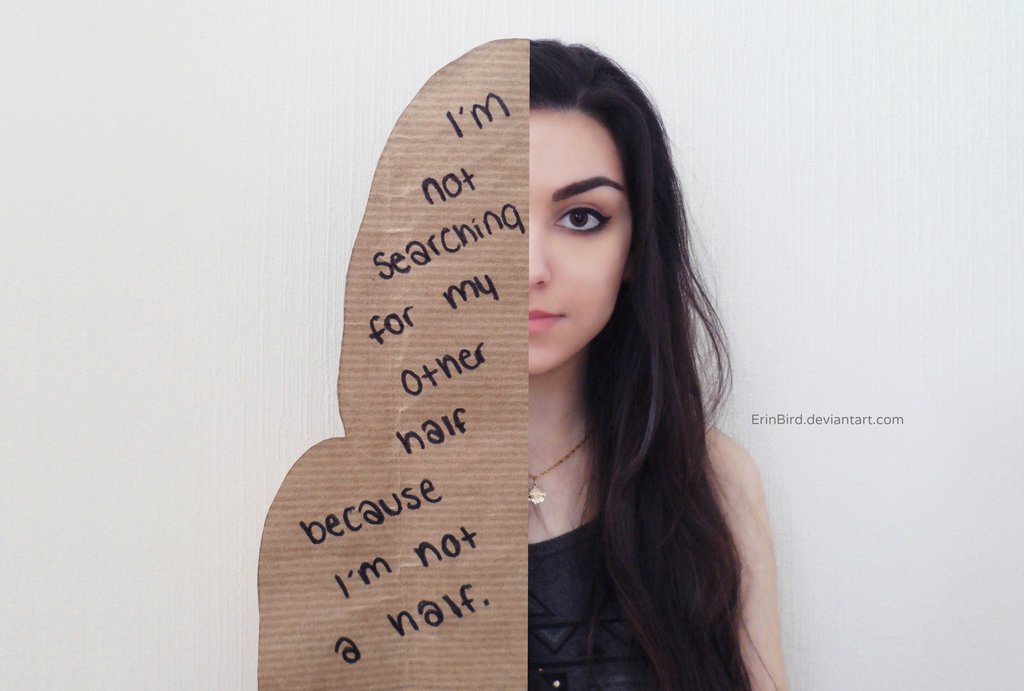 I'm
not
searching
for my
other
half
because
I'm not
a half.
ErinBird.deviantart.com